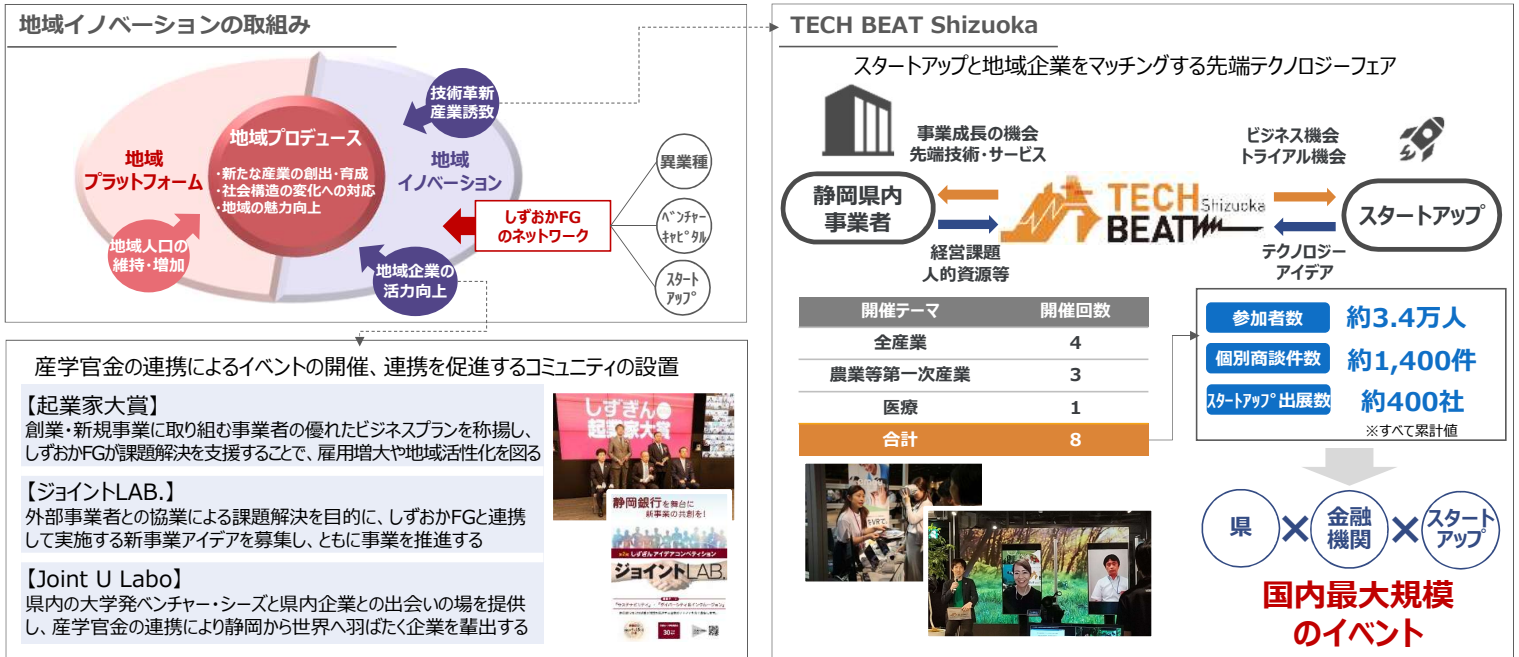 地域イノベーションの取組み
技術革新
産業誘致
地域プロデュース
・新たな産業の創出・育成
・社会構造の変化への対応
・地域の魅力向上
地域
プラットフォーム
地域
イノベーション
地域人口の
維持・増加
地域企業の
活力向上
しずおかFG
のネットワーク
異業種
ベンチャー
キャピタル
スタート
アップ
産学官金の連携によるイベントの開催、連携を促進するコミュニティの設置
【起業家大賞】
創業・新規事業に取り組む事業者の優れたビジネスプランを称揚し、
しずおかFGが課題解決を支援することで、雇用増大や地域活性化を図る
【ジョイントLAB.】
外部事業者との協業による課題解決を目的に、しずおかFGと連携
して実施する新事業アイデアを募集し、ともに事業を推進する
【Joint U Labo】
県内の大学発ベンチャー・シーズと県内企業との出会いの場を提供
し、産学官金の連携により静岡から世界へ羽ばたく企業を輩出する
しずぎん
起業家大賞
静岡銀行を舞台に
新事業の共創を!
しずぎんアイデアコンペティション
ジョイントLAB.
TECH BEAT Shizuoka
スタートアップと地域企業をマッチングする先端テクノロジーフェア
事業成長の機会
先端技術・サービス
ビジネス機会
トライアル機会
静岡県内
事業者
TECH
BEAT
Shizuoka
スタートアップ
経営課題
人的資源等
テクノロジー
アイデア
開催テーマ 開催回数
全産業 4
農業等第一次産業 3
医療 1
合計 8
参加者数 約3.4万人
個別商談件数 約1,400件
スタートアップ出展数 約400社
※すべて累計値
県×金融
機関×スタート
アップ
国内最大規模
のイベント